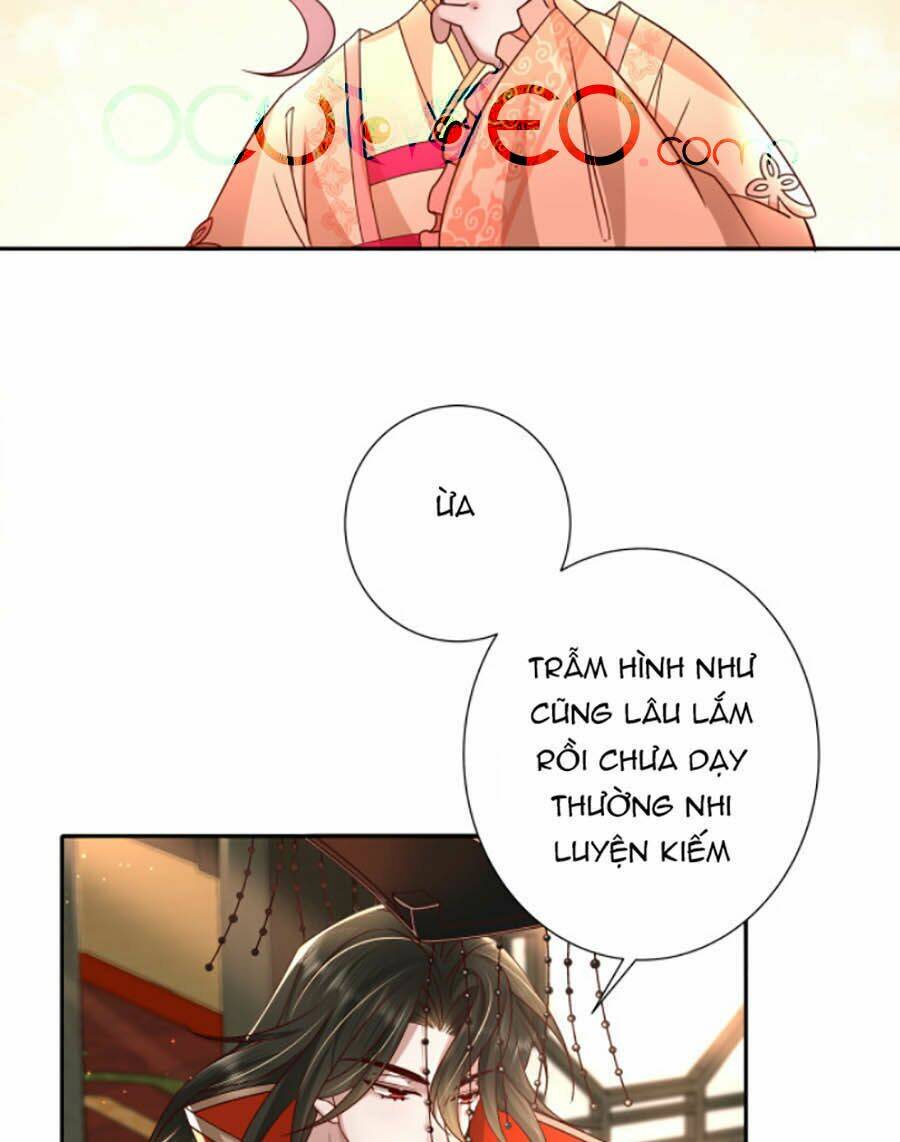 ỪA
TRẪM HÌNH NHƯ
CŨNG LÂU LẮM
RỒI CHƯA DẠY
THƯỜNG NHI
LUYỆN KIẾM